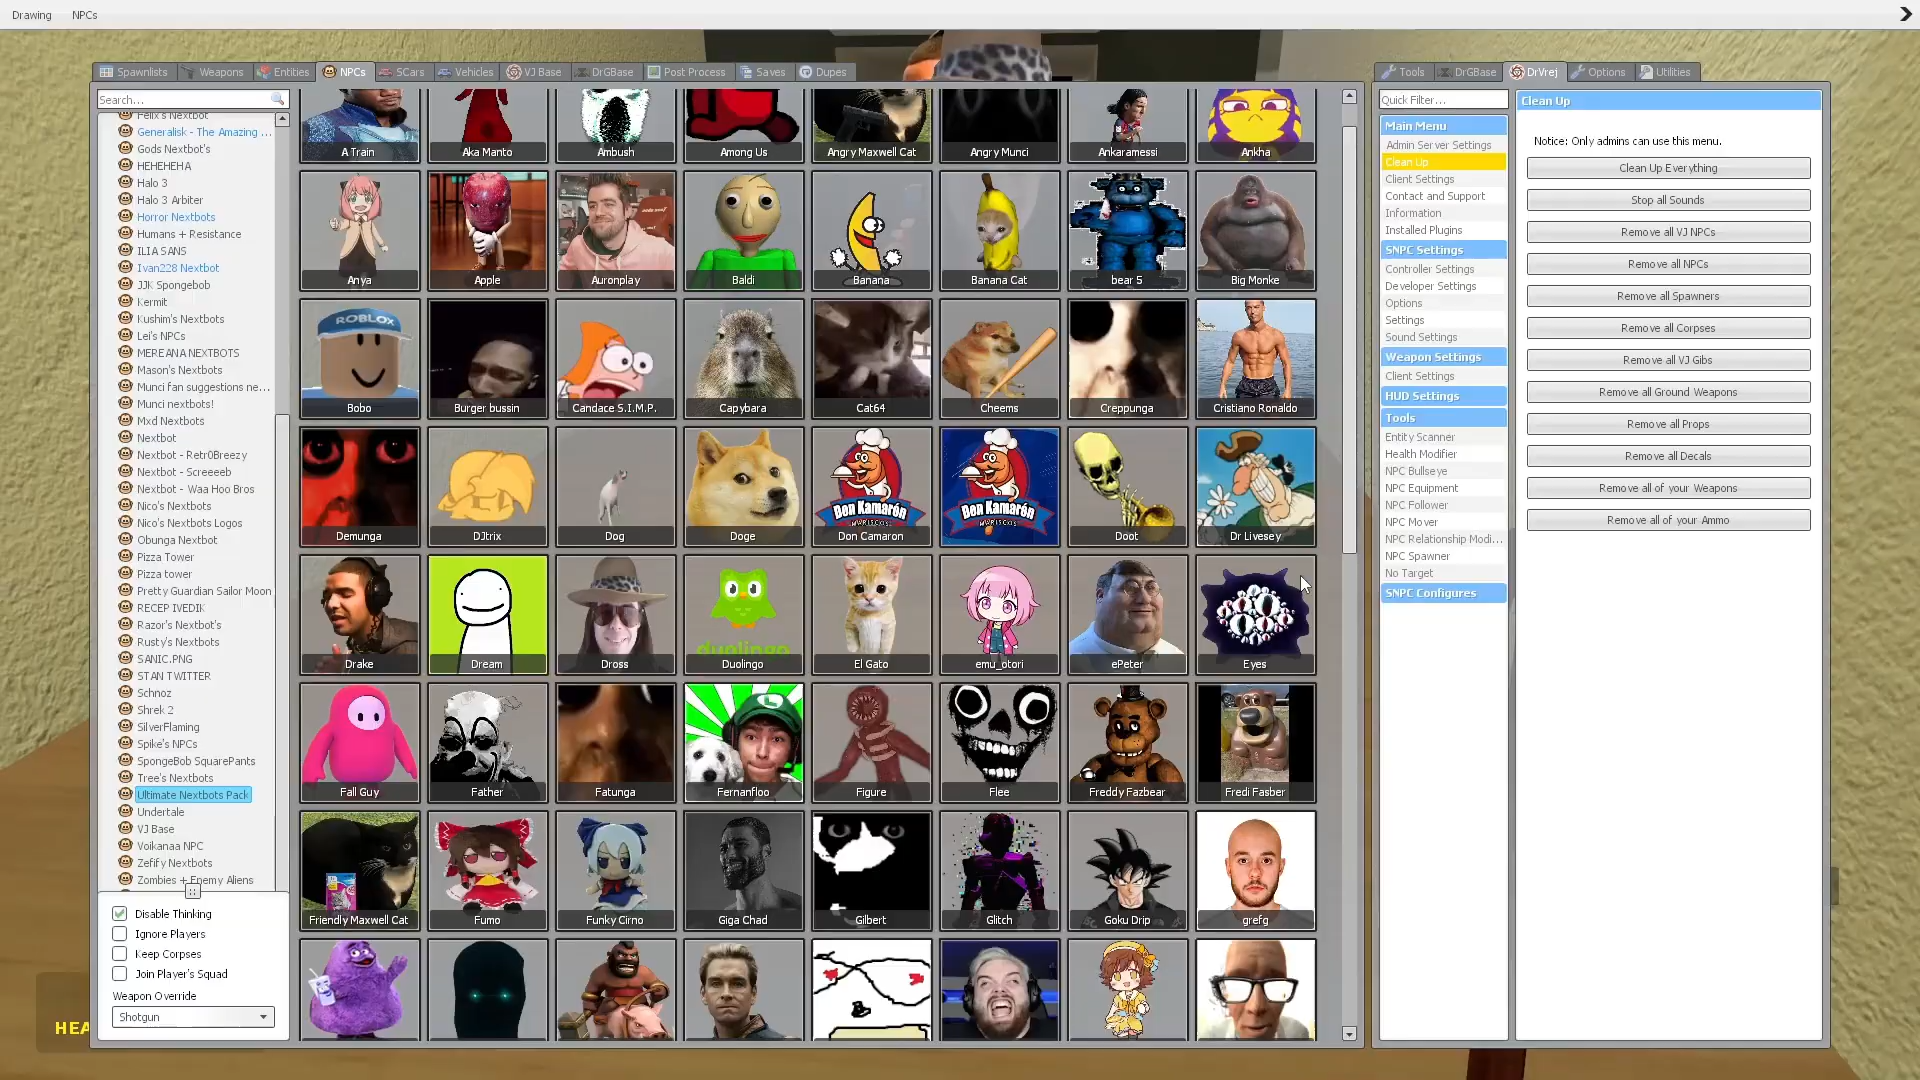 Drawing NPCs
Spawnlists Weapons Entities NPCs SCars Vehicles VJ Base DrGBase Post Process Saves Dupes
Tools DrGBase DrVrej Options Utilities
Search...
Felix's Nextbot
Generalisk - The Amazing ...
Gods Nextbot's
HEHEHEHA
Halo 3
Halo 3 Arbiter
Horror Nextbots
Humans + Resistance
ILIA SANS
Ivan228 Nextbot
JJK Spongebob
Kermit
Kushim's Nextbots
Lei's NPCs
MEREANA NEXTBOTS
Mason's Nextbots
Munci fan suggestions ne...
Munci nextbots!
Mxd Nextbots
Nextbot
Nextbot - Retr0Breezy
Nextbot - Screeeeb
Nextbot - Waa Hoo Bros
Nico's Nextbots
Nico's Nextbots Logos
Obunga Nextbot
Pizza Tower
Pizza tower
Pretty Guardian Sailor Moon
RECEP IVEDIK
Razor's Nextbot's
Rusty's Nextbots
SANIC.PNG
STAN TWITTER
Schnoz
Shrek 2
SilverFlaming
Spike's NPCs
SpongeBob SquarePants
Tree's Nextbots
Ultimate Nextbots Pack
Undertale
VJ Base
Voikanaa NPC
Zefify Nextbots
Zombies + Enemy Aliens
Disable Thinking
Ignore Players
Keep Corpses
Join Player's Squad
Weapon Override
Shotgun
HEA
A Train Aka Manto Ambush Among Us Angry Maxwell Cat Angry Munci Ankaramessi Ankha
Anya Apple Auronplay Baldi Banana Banana Cat bear 5 Big Monke
ROBLOX
Bobo Burger bussin Candace S.I.M.P. Capybara Cat64 Cheems Creppunga Cristiano Ronaldo
Don Kamarón
MARISCOS
Don Kamarón
MARISCOS
Demunga DJtrix Dog Doge Don Camaron Doot Dr Livesey
duolingo
Drake Dream Dross Duolingo El Gato emu_otori ePeter Eyes
L
Fall Guy Father Fatunga Fernanfloo Figure Flee Freddy Fazbear Fredi Fasber
Friendly Maxwell Cat Fumo Funky Cirno Giga Chad Gilbert Glitch Goku Drip grefg
Quick Filter...
Main Menu
Admin Server Settings
Clean Up
Client Settings
Contact and Support
Information
Installed Plugins
SNPC Settings
Controller Settings
Developer Settings
Options
Settings
Sound Settings
Weapon Settings
Client Settings
HUD Settings
Tools
Entity Scanner
Health Modifier
NPC Bullseye
NPC Equipment
NPC Follower
NPC Mover
NPC Relationship Modi...
NPC Spawner
No Target
SNPC Configures
Clean Up
Notice: Only admins can use this menu.
Clean Up Everything
Stop all Sounds
Remove all VJ NPCs
Remove all NPCs
Remove all Spawners
Remove all Corpses
Remove all VJ Gibs
Remove all Ground Weapons
Remove all Props
Remove all Decals
Remove all of your Weapons
Remove all of your Ammo